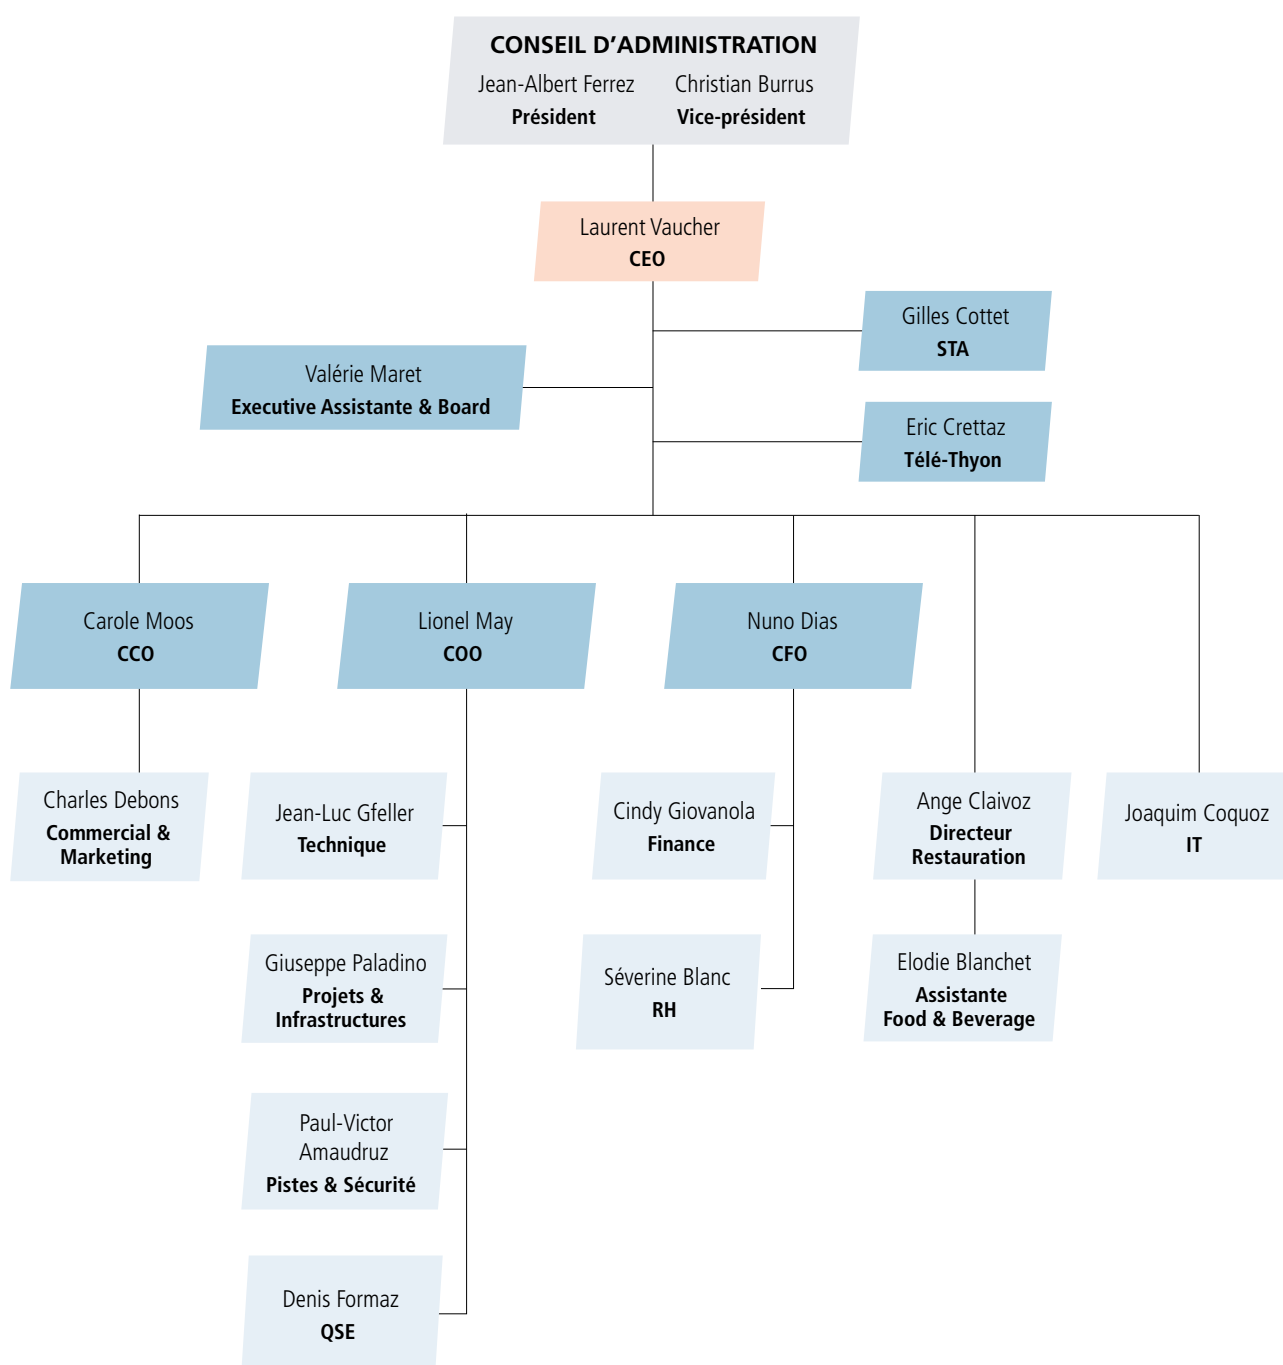 CONSEIL D’ADMINISTRATION
Jean-Albert Ferrez
Président
Christian Burrus
Vice-président
Laurent Vaucher
CEO
Gilles Cottet
STA
Valérie Maret
Executive Assistante & Board
Eric Crettaz
Télé-Thyon
Carole Moos
CCO
Lionel May
COO
Nuno Dias
CFO
Charles Debons
Commercial &
Marketing
Jean-Luc Gfeller
Technique
Cindy Giovanola
Finance
Ange Claivoz
Directeur
Restauration
Joaquim Coquoz
IT
Giuseppe Paladino
Projets &
Infrastructures
Séverine Blanc
RH
Elodie Blanchet
Assistante
Food & Beverage
Paul-Victor
Amaudruz
Pistes & Sécurité
Denis Formaz
QSE